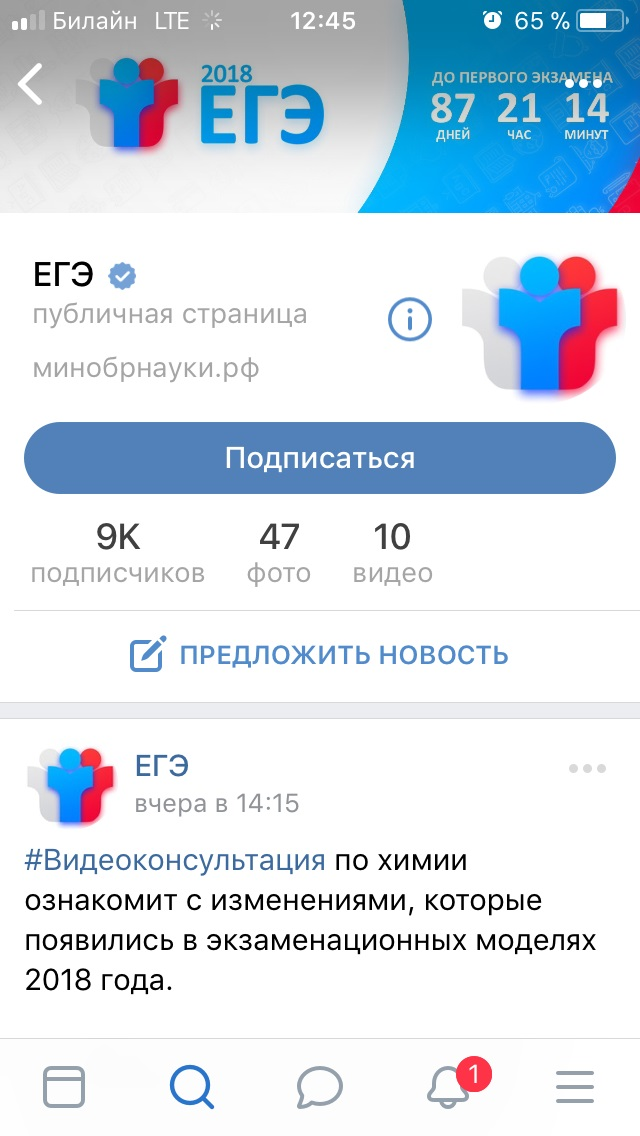 Билайн LTE 12:45 65 %
2018
ЕГЭ
ДО ПЕРВОГО ЭКЗАМЕНА
87 21 14
ДНЕЙ ЧАС МИНУТ
ЕГЭ
публичная страница
минобрнауки.рф
Подписаться
9K 47 10
подписчиков фото видео
ПРЕДЛОЖИТЬ НОВОСТЬ
ЕГЭ
вчера в 14:15
#Видеоконсультация по химии
ознакомит с изменениями, которые
появились в экзаменационных моделях
2018 года.
1